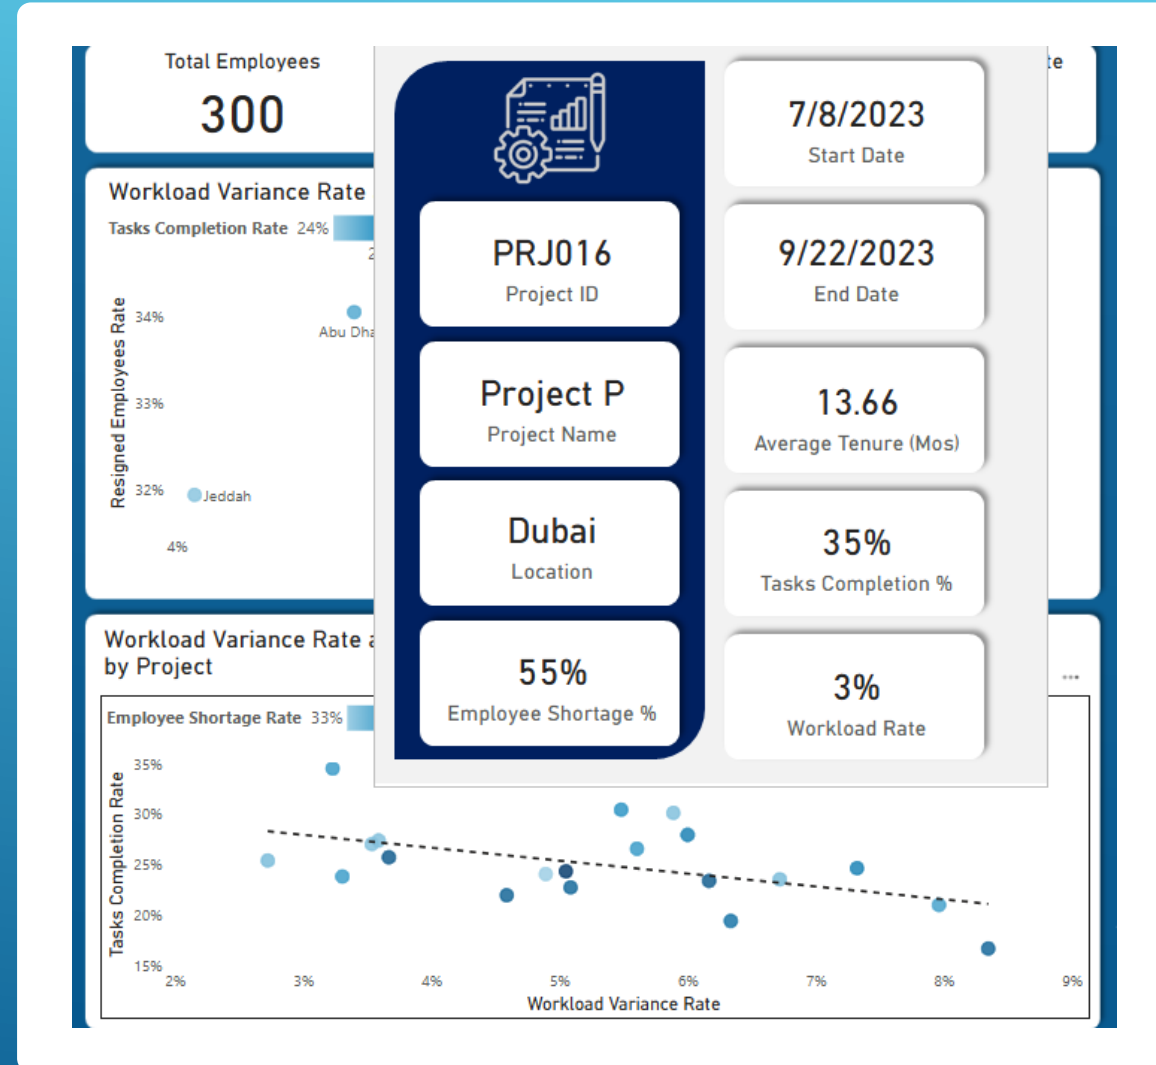 Total Employees
300
Workload Variance Rate
Tasks Completion Rate 24%
Resigned Employees Rate
34%
33%
32%
4%
Abu Dha
Jeddah
PRJ016
Project ID
Project P
Project Name
Dubai
Location
55%
Employee Shortage %
7/8/2023
Start Date
9/22/2023
End Date
13.66
Average Tenure (Mos)
35%
Tasks Completion %
3%
Workload Rate
te
Workload Variance Rate a
by Project
Employee Shortage Rate 33%
Tasks Completion Rate
35%
30%
25%
20%
15%
2% 3% 4% 5% 6% 7% 8% 9%
Workload Variance Rate